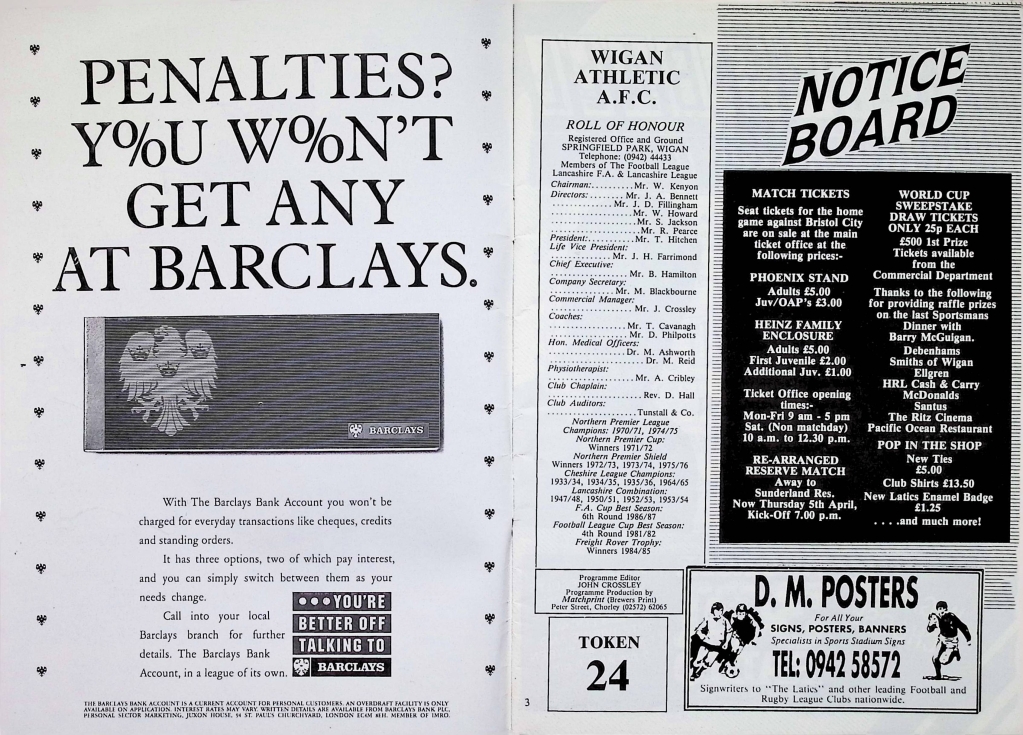 PENALTIES?
Y%U W%N'T
GET ANY
AT BARCLAYS.
BARCLAYS
With The Barclays Bank Account you won't be
charged for everyday transactions like cheques, credits
and standing orders.
It has three options, two of which pay interest,
and you can simply switch between them as your
needs change.
Call into your local
Barclays branch for further
details. The Barclays Bank
Account, in a league of its own.
•••YOU'RE
BETTER OFF
TALKING TO
BARCLAYS
THE BARCLAYS BANK ACCOUNT IS A CURRENT ACCOUNT FOR PERSONAL CUSTOMERS. AN OVERDRAFT FACILITY IS ONLY
AVAILABLE ON APPLICATION. INTEREST RATES MAY VARY. WRITTEN DETAILS ARE AVAILABLE FROM BARCLAYS BANK PLC,
PERSONAL SECTOR MARKETING, JUXON HOUSE, 94 ST. PAUL'S CHURCHYARD, LONDON EC4M 8EH. MEMBER OF IMRO.
WIGAN
ATHLETIC
A.F.C.
ROLL OF HONOUR
Registered Office and Ground
SPRINGFIELD PARK, WIGAN
Telephone: (0942) 44433
Members of The Football League
Lancashire F.A. & Lancashire League
Chairman:..........Mr. W. Kenyon
Directors:........Mr. J. A. Bennett
................Mr. J. D. Fillingham
....................Mr. W. Howard
.....................Mr. S. Jackson
......................Mr. R. Pearce
President:...........Mr. T. Hitchen
Life Vice President:
................Mr. J. H. Farrimond
Chief Executive:
....................Mr. B. Hamilton
Company Secretary:
.................Mr. M. Blackbourne
Commercial Manager:
.....................Mr. J. Crossley
Coaches:
....................Mr. T. Cavanagh
....................Mr. D. Philpotts
Hon. Medical Officers:
...................Dr. M. Ashworth
........................Dr. M. Reid
Physiotherapist:
.....................Mr. A. Cribley
Club Chaplain:
.......................Rev. D. Hall
Club Auditors:
.....................Tunstall & Co.
Northern Premier League
Champions: 1970/71, 1974/75
Northern Premier Cup:
Winners 1971/72
Northern Premier Shield
Winners 1972/73, 1973/74, 1975/76
Cheshire League Champions:
1933/34, 1934/35, 1935/36, 1964/65
Lancashire Combination:
1947/48, 1950/51, 1952/53, 1953/54
F.A. Cup Best Season:
6th Round 1986/87
Football League Cup Best Season:
4th Round 1981/82
Freight Rover Trophy:
Winners 1984/85
Programme Editor
JOHN CROSSLEY
Programme Production by
Matchprint (Brewers Print)
Peter Street, Chorley (02572) 62065
TOKEN
24
3
NOTICE
BOARD
MATCH TICKETS
Seat tickets for the home
game against Bristol City
are on sale at the main
ticket office at the
following prices:-
PHOENIX STAND
Adults £5.00
Juv/OAP's £3.00
HEINZ FAMILY
ENCLOSURE
Adults £5.00
First Juvenile £2.00
Additional Juv. £1.00
Ticket Office opening
times:-
Mon-Fri 9 am - 5 pm
Sat. (Non matchday)
10 a.m. to 12.30 p.m.
RE-ARRANGED
RESERVE MATCH
Away to
Sunderland Res.
Now Thursday 5th April,
Kick-Off 7.00 p.m.
WORLD CUP
SWEEPSTAKE
DRAW TICKETS
ONLY 25p EACH
£500 1st Prize
Tickets available
from the
Commercial Department
Thanks to the following
for providing raffle prizes
on the last Sportsmans
Dinner with
Barry McGuigan.
Debenhams
Smiths of Wigan
Ellgren
HRL Cash & Carry
McDonalds
Santus
The Ritz Cinema
Pacific Ocean Restaurant
POP IN THE SHOP
New Ties
£5.00
Club Shirts £13.50
New Latics Enamel Badge
£1.25
....and much more!
D. M. POSTERS
For All Your
SIGNS, POSTERS, BANNERS
Specialists in Sports Stadium Signs
TEL: 0942 58572
Signwriters to "The Latics" and other leading Football and
Rugby League Clubs nationwide.